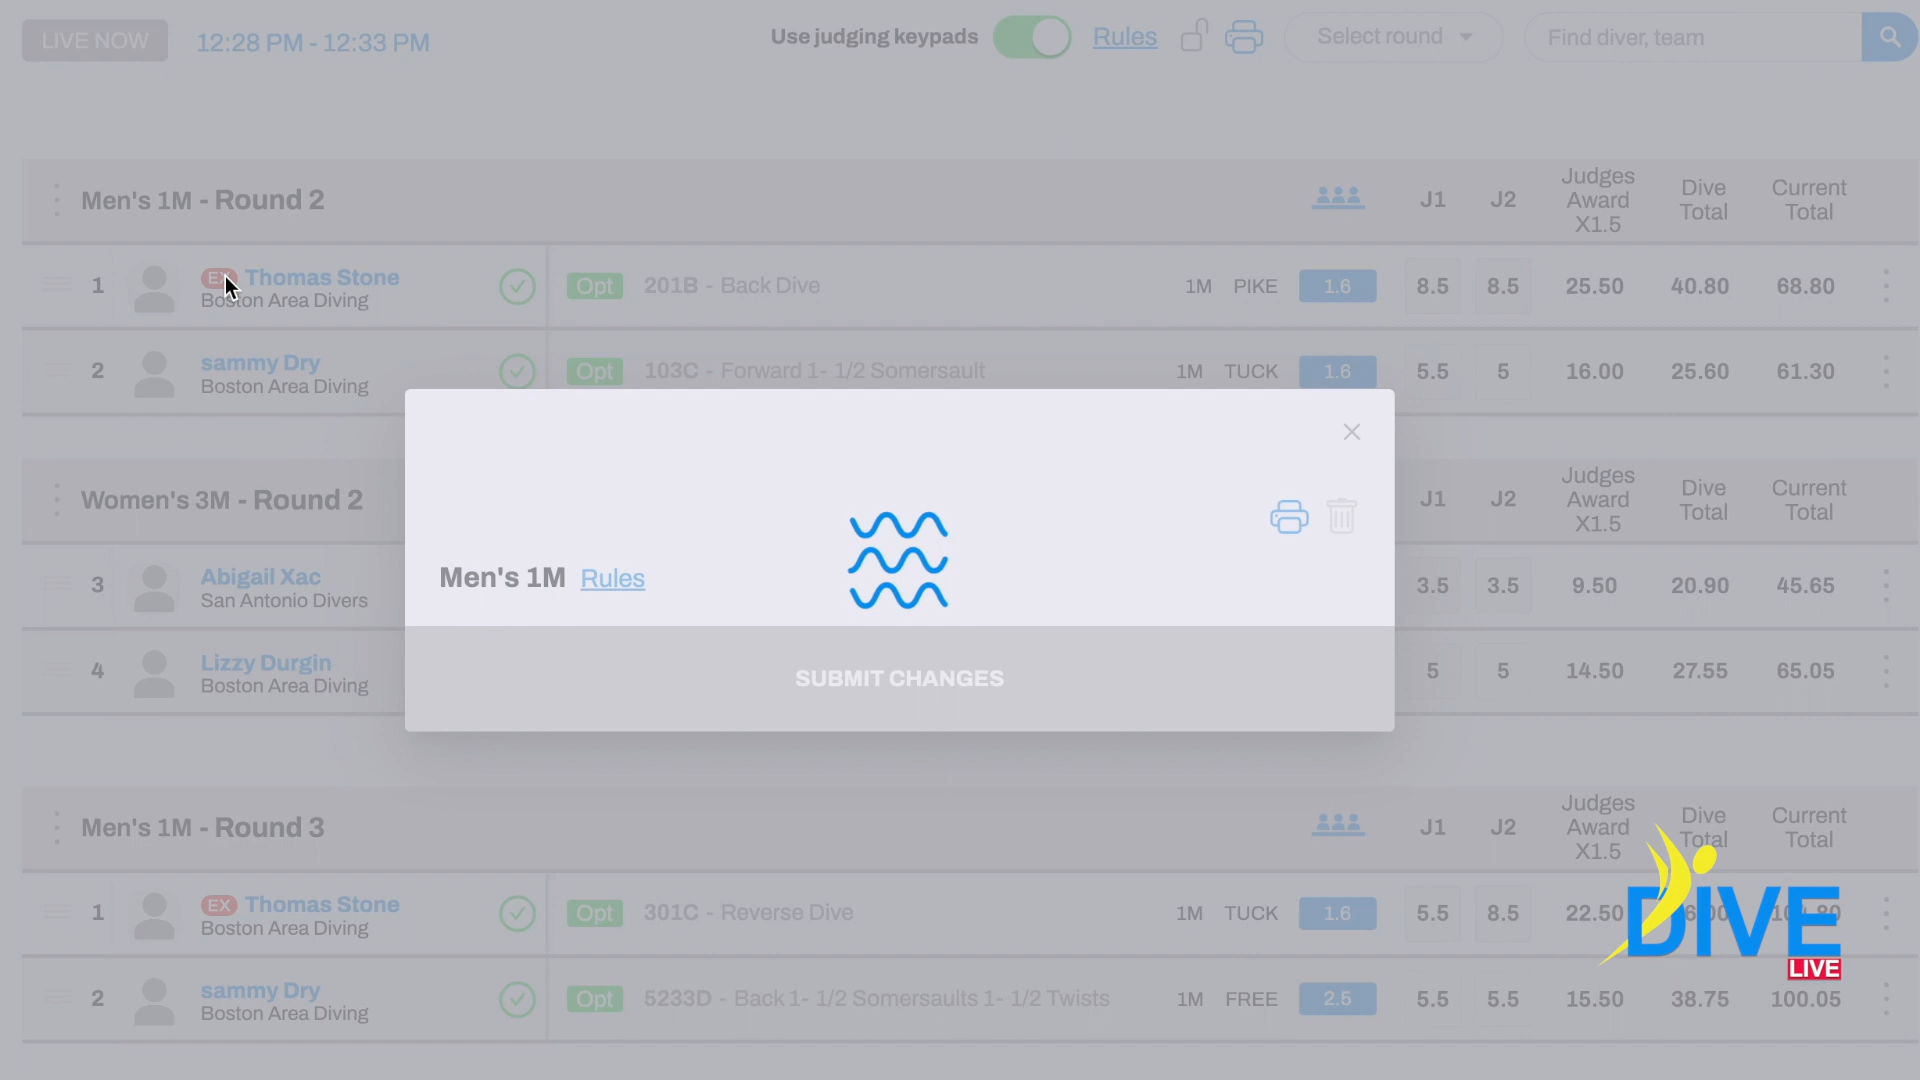 LIVE NOW 12:28 PM - 12:33 PM Use judging keypads Rules Select round Find diver, team
Men's 1M - Round 2 J1 J2 Judges Award X1.5 Dive Total Current Total
1 EX Thomas Stone Boston Area Diving Opt 201B - Back Dive 1M PIKE 1.6 8.5 8.5 25.50 40.80 68.80
2 sammy Dry Boston Area Diving Opt 103C - Forward 1- 1/2 Somersault 1M TUCK 1.6 5.5 5 16.00 25.60 61.30
Women's 3M - Round 2 J1 J2 Judges Award X1.5 Dive Total Current Total
3 Abigail Xac San Antonio Divers 3.5 3.5 9.50 20.90 45.65
4 Lizzy Durgin Boston Area Diving 5 5 14.50 27.55 65.05
Men's 1M Rules
SUBMIT CHANGES
Men's 1M - Round 3 J1 J2 Judges Award X1.5 Dive Total Current Total
1 EX Thomas Stone Boston Area Diving Opt 301C - Reverse Dive 1M TUCK 1.6 5.5 8.5 22.50
2 sammy Dry Boston Area Diving Opt 5233D - Back 1- 1/2 Somersaults 1- 1/2 Twists 1M FREE 2.5 5.5 5.5 15.50 38.75 100.05
DIVE
LIVE